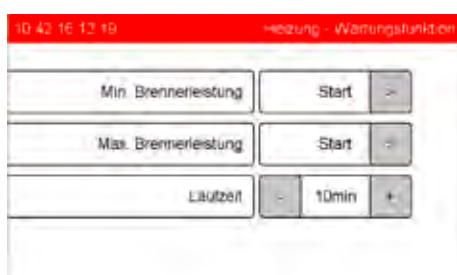 10:42 16.12.19 Heizung - Wartungsfunktion
Min. Brennerleistung Start >
Max. Brennerleistung Start >
Laufzeit - 10min +